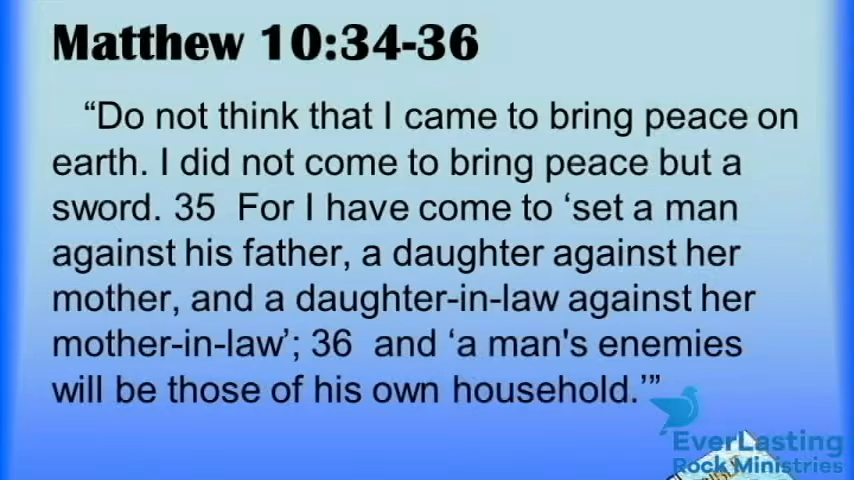 Matthew 10:34-36
“Do not think that I came to bring peace on
earth. I did not come to bring peace but a
sword. 35  For I have come to ‘set a man
against his father, a daughter against her
mother, and a daughter-in-law against her
mother-in-law’; 36  and ‘a man's enemies
will be those of his own household.’”
EverLasting
Rock Ministries